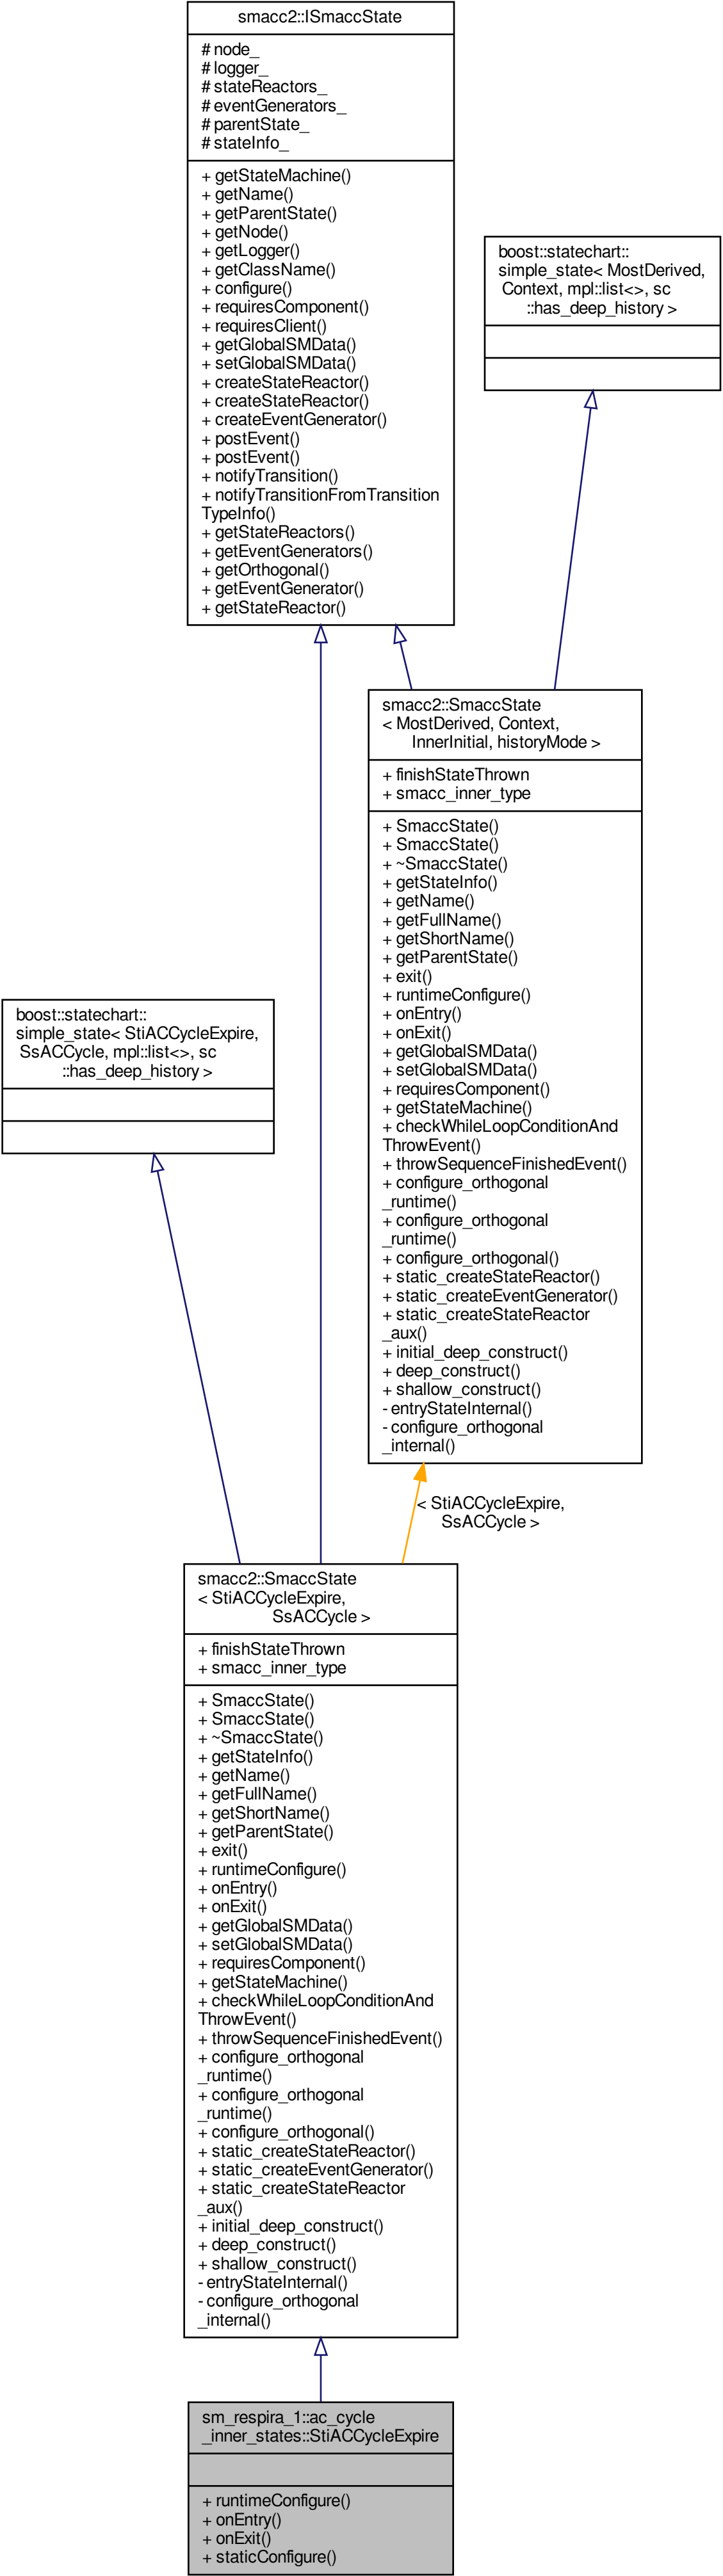 smacc2::ISmaccState
# node_
# logger_
# stateReactors_
# eventGenerators_
# parentState_
# stateInfo_
+ getStateMachine()
+ getName()
+ getParentState()
+ getNode()
+ getLogger()
+ getClassName()
+ configure()
+ requiresComponent()
+ requiresClient()
+ getGlobalSMData()
+ setGlobalSMData()
+ createStateReactor()
+ createStateReactor()
+ createEventGenerator()
+ postEvent()
+ postEvent()
+ notifyTransition()
+ notifyTransitionFromTransition
TypeInfo()
+ getStateReactors()
+ getEventGenerators()
+ getOrthogonal()
+ getEventGenerator()
+ getStateReactor()
boost::statechart::
simple_state< MostDerived,
Context, mpl::list<>, sc
::has_deep_history >
smacc2::SmaccState
< MostDerived, Context,
InnerInitial, historyMode >
+ finishStateThrown
+ smacc_inner_type
+ SmaccState()
+ SmaccState()
+ ~SmaccState()
+ getStateInfo()
+ getName()
+ getFullName()
+ getShortName()
+ getParentState()
+ exit()
+ runtimeConfigure()
+ onEntry()
+ onExit()
+ getGlobalSMData()
+ setGlobalSMData()
+ requiresComponent()
+ getStateMachine()
+ checkWhileLoopConditionAnd
ThrowEvent()
+ throwSequenceFinishedEvent()
+ configure_orthogonal
_runtime()
+ configure_orthogonal
_runtime()
+ configure_orthogonal()
+ static_createStateReactor()
+ static_createEventGenerator()
+ static_createStateReactor
_aux()
+ initial_deep_construct()
+ deep_construct()
+ shallow_construct()
- entryStateInternal()
- configure_orthogonal
_internal()
boost::statechart::
simple_state< StiACCycleExpire,
SsACCycle, mpl::list<>, sc
::has_deep_history >
< StiACCycleExpire,
SsACCycle >
smacc2::SmaccState
< StiACCycleExpire,
SsACCycle >
+ finishStateThrown
+ smacc_inner_type
+ SmaccState()
+ SmaccState()
+ ~SmaccState()
+ getStateInfo()
+ getName()
+ getFullName()
+ getShortName()
+ getParentState()
+ exit()
+ runtimeConfigure()
+ onEntry()
+ onExit()
+ getGlobalSMData()
+ setGlobalSMData()
+ requiresComponent()
+ getStateMachine()
+ checkWhileLoopConditionAnd
ThrowEvent()
+ throwSequenceFinishedEvent()
+ configure_orthogonal
_runtime()
+ configure_orthogonal
_runtime()
+ configure_orthogonal()
+ static_createStateReactor()
+ static_createEventGenerator()
+ static_createStateReactor
_aux()
+ initial_deep_construct()
+ deep_construct()
+ shallow_construct()
- entryStateInternal()
- configure_orthogonal
_internal()
sm_respira_1::ac_cycle
_inner_states::StiACCycleExpire
+ runtimeConfigure()
+ onEntry()
+ onExit()
+ staticConfigure()